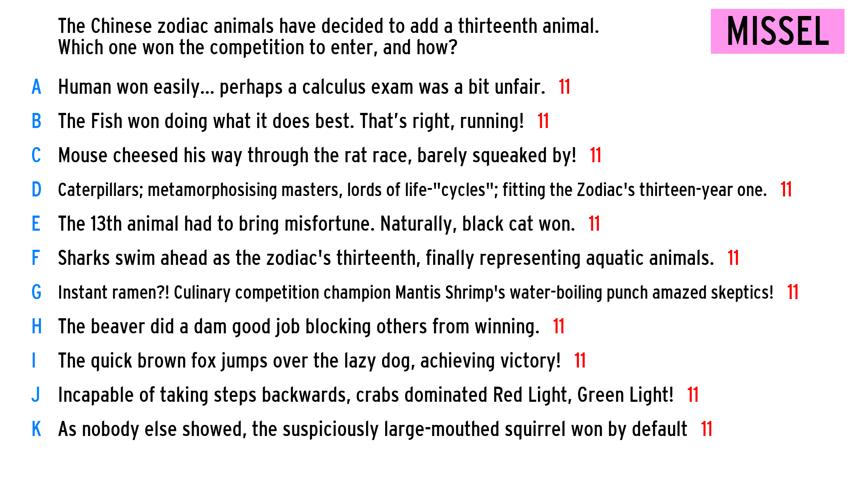 The Chinese zodiac animals have decided to add a thirteenth animal.
Which one won the competition to enter, and how?
MISSEL
A Human won easily... perhaps a calculus exam was a bit unfair. 11
B The Fish won doing what it does best. That's right, running! 11
C Mouse cheesed his way through the rat race, barely squeaked by! 11
D Caterpillars; metamorphosising masters, lords of life-"cycles"; fitting the Zodiac's thirteen-year one. 11
E The 13th animal had to bring misfortune. Naturally, black cat won. 11
F Sharks swim ahead as the zodiac's thirteenth, finally representing aquatic animals. 11
G Instant ramen?! Culinary competition champion Mantis Shrimp's water-boiling punch amazed skeptics! 11
H The beaver did a dam good job blocking others from winning. 11
I The quick brown fox jumps over the lazy dog, achieving victory! 11
J Incapable of taking steps backwards, crabs dominated Red Light, Green Light! 11
K As nobody else showed, the suspiciously large-mouthed squirrel won by default 11